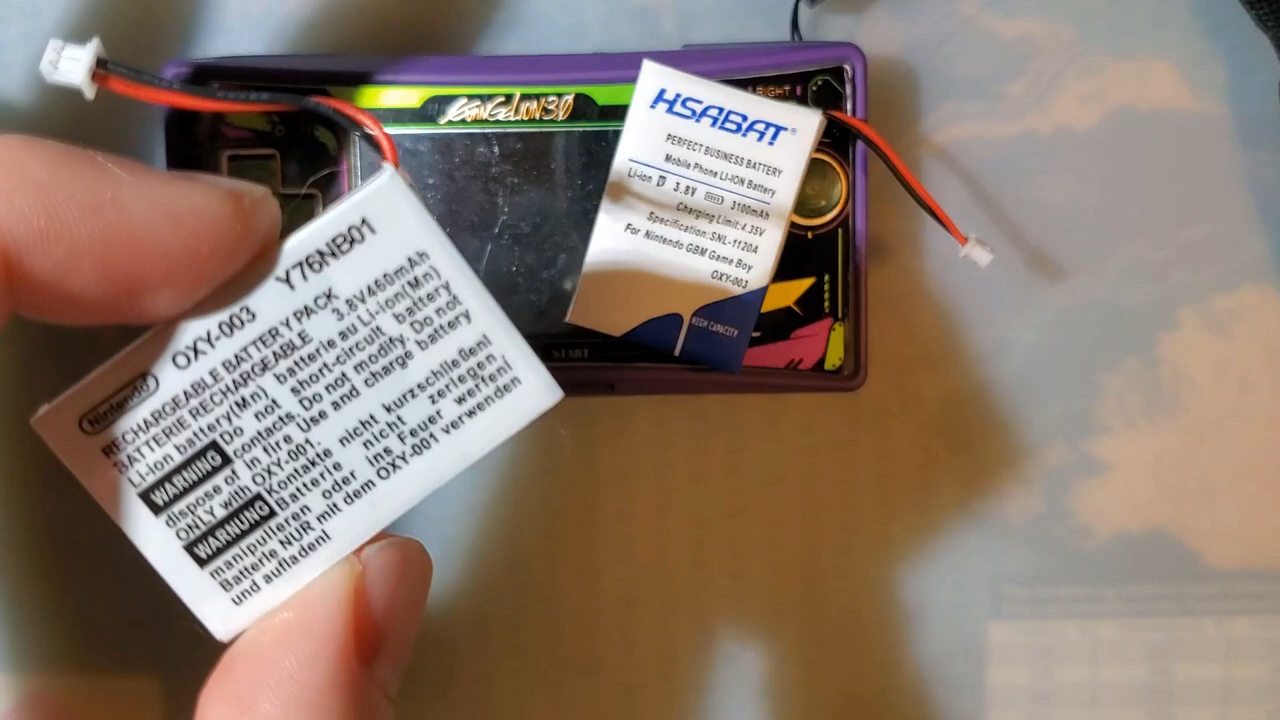 Nintendo
OXY-003 Y76NB01
RECHARGEABLE BATTERY PACK
BATTERIE RECHARGEABLE 3.8V460mAh
Li-ion battery(Mn) batterie au Li-ion(Mn)
WARNING Do not short-circuit battery
contacts. Do not modify. Do not
dispose of in fire Use and charge battery
ONLY with OXY-001.
WARNUNG Kontakte nicht kurzschließen!
Batterie nicht zerlegen
manipulieren oder ins Feuer werfen!
Batterie NUR mit dem OXY-001 verwenden
und aufladen!
EVANGELION3.0
RIGHT
HSABAT®
PERFECT BUSINESS BATTERY
Mobile Phone LI-ION Battery
Li-ion 3.8V 3100mAh
Charging Limit:4.35V
Specification:SNL-1120A
For Nintendo GBM Game Boy
OXY-003
HIGH CAPACITY
START